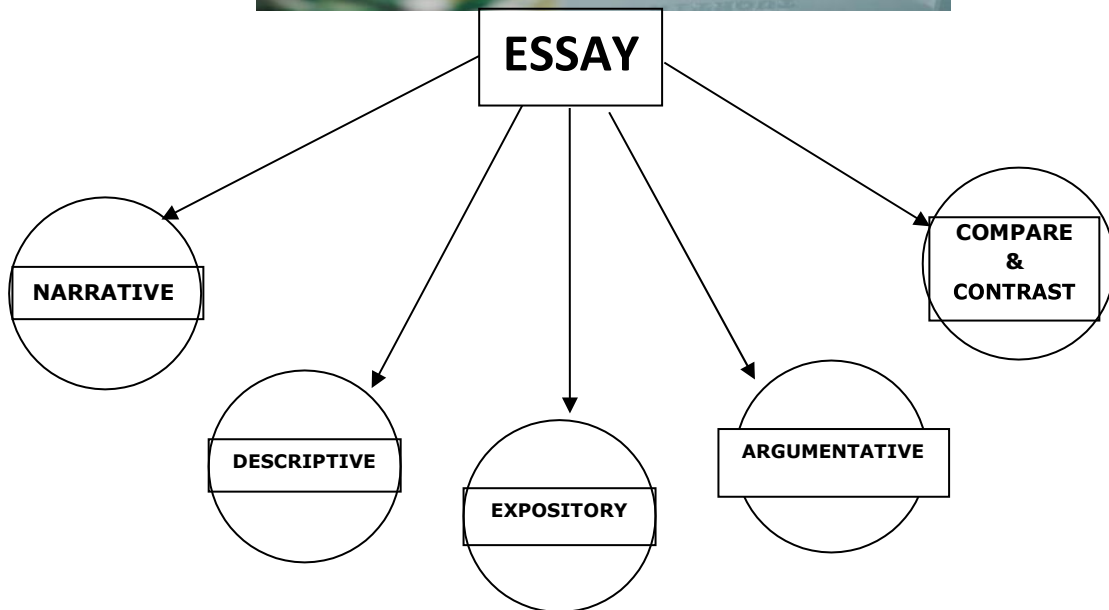 ESSAY
NARRATIVE
DESCRIPTIVE
EXPOSITORY
ARGUMENTATIVE
COMPARE
&
CONTRAST